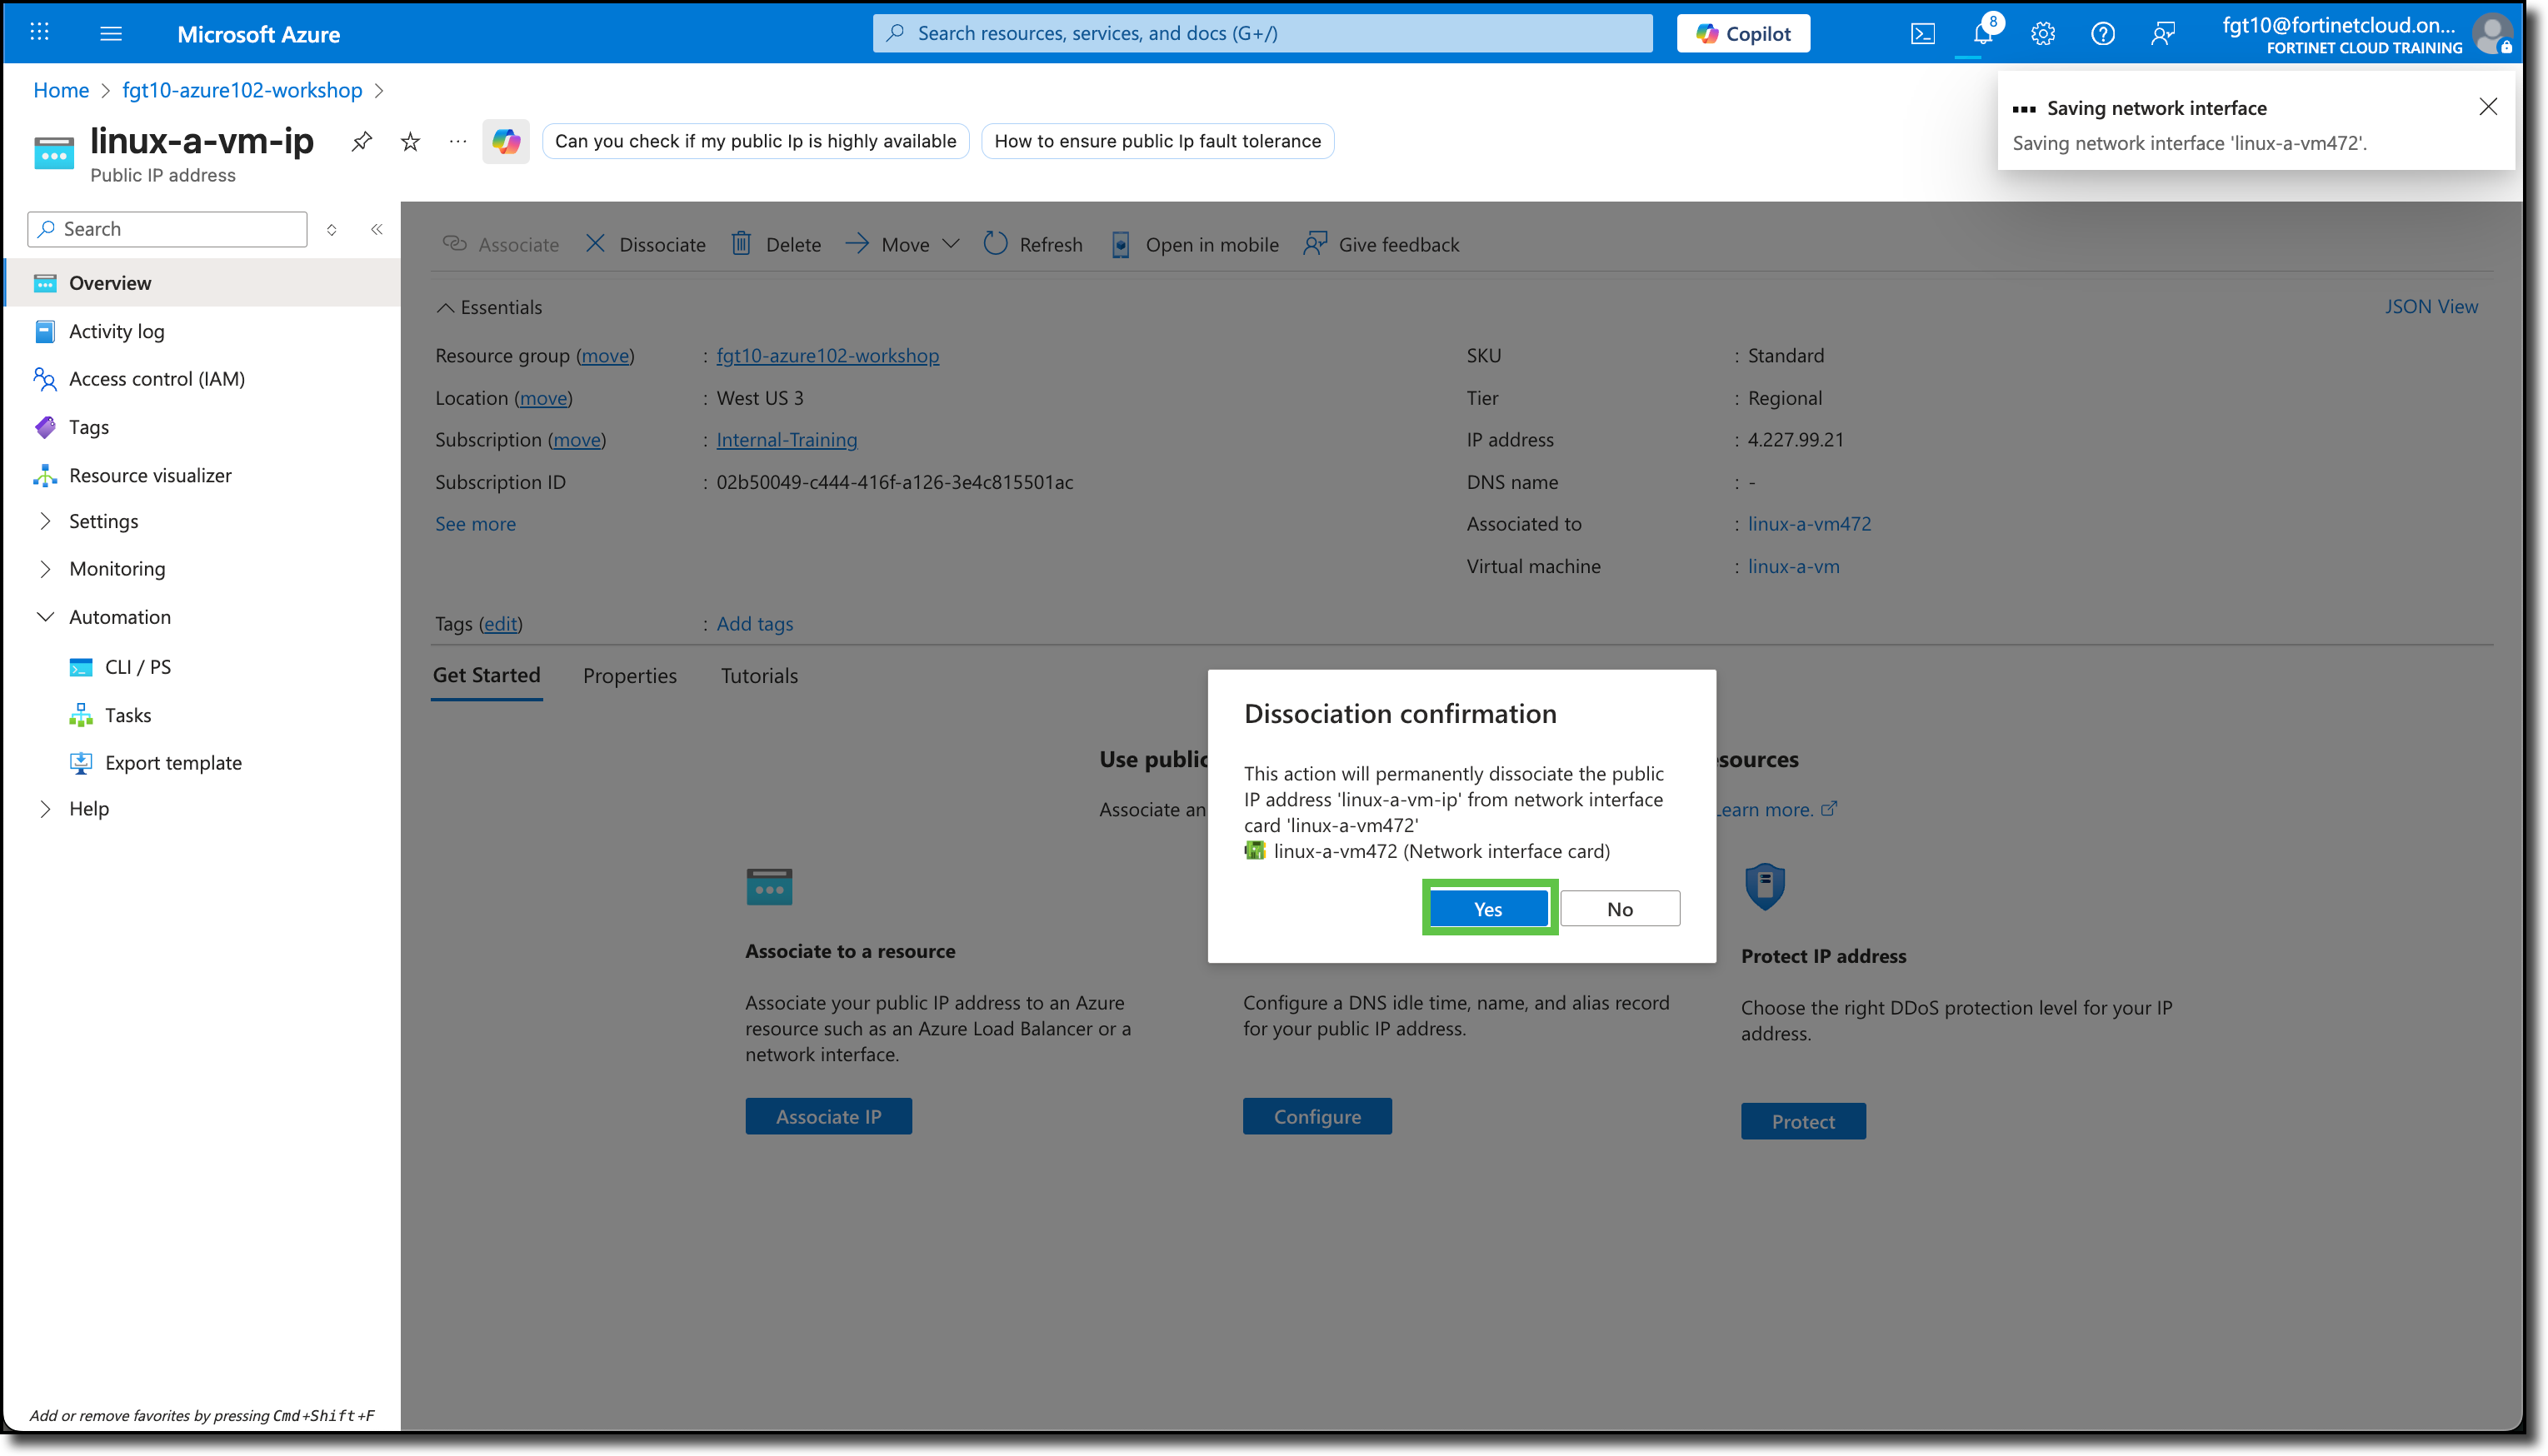 Microsoft Azure
Search resources, services, and docs (G+/)
Copilot
8
fgt10@fortinetcloud.on...
FORTINET CLOUD TRAINING
Home > fgt10-azure102-workshop >
Saving network interface
Saving network interface 'linux-a-vm472'.
linux-a-vm-ip
Public IP address
Can you check if my public Ip is highly available
How to ensure public Ip fault tolerance
Search
Overview
Activity log
Access control (IAM)
Tags
Resource visualizer
Settings
Monitoring
Automation
CLI / PS
Tasks
Export template
Help
Add or remove favorites by pressing Cmd+Shift+F
Associate
Dissociate
Delete
Move
Refresh
Open in mobile
Give feedback
Essentials
JSON View
Resource group (move) : fgt10-azure102-workshop
Location (move) : West US 3
Subscription (move) : Internal-Training
Subscription ID : 02b50049-c444-416f-a126-3e4c815501ac
See more
SKU : Standard
Tier : Regional
IP address : 4.227.99.21
DNS name : -
Associated to : linux-a-vm472
Virtual machine : linux-a-vm
Tags (edit) : Add tags
Get Started
Properties
Tutorials
Use public
sources
Associate an
earn more.
Dissociation confirmation
This action will permanently dissociate the public
IP address 'linux-a-vm-ip' from network interface
card 'linux-a-vm472'
linux-a-vm472 (Network interface card)
Yes
No
Associate to a resource
Associate your public IP address to an Azure
resource such as an Azure Load Balancer or a
network interface.
Associate IP
Configure a DNS idle time, name, and alias record
for your public IP address.
Configure
Protect IP address
Choose the right DDoS protection level for your IP
address.
Protect